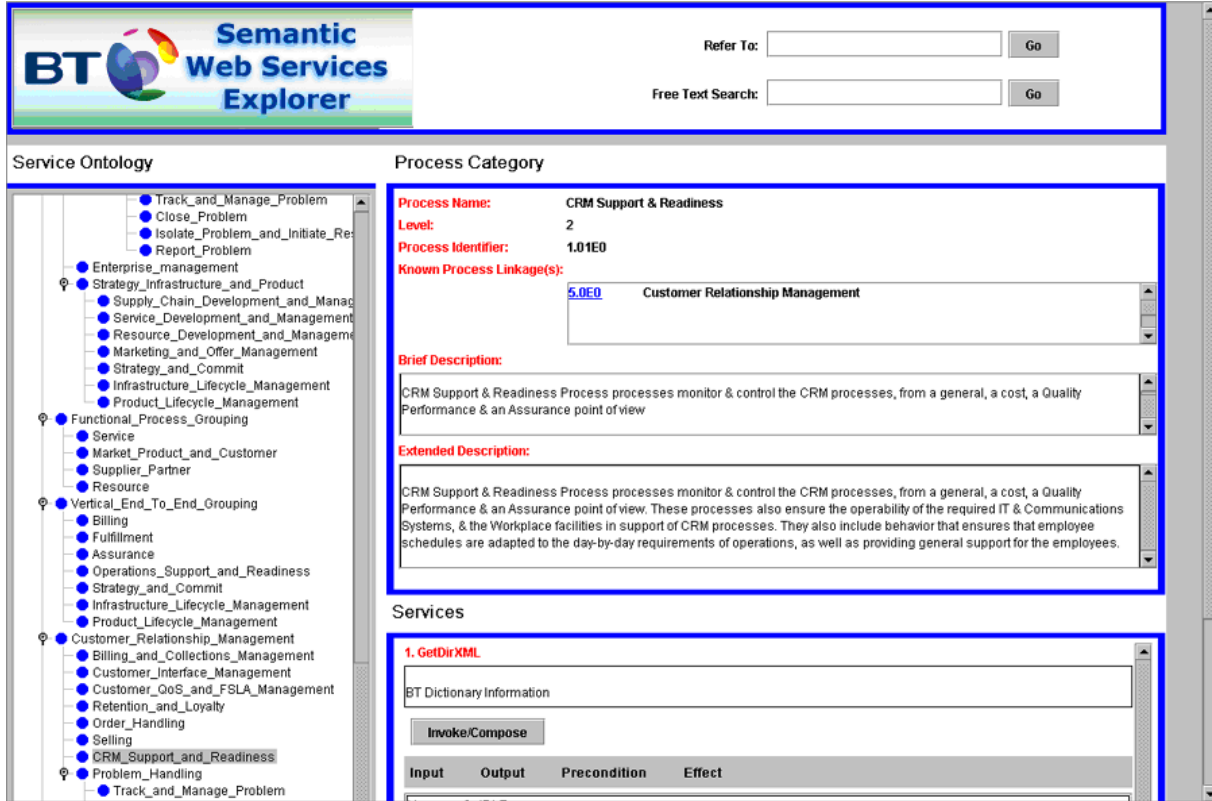 BT
Semantic
Web Services
Explorer
Refer To:
Go
Free Text Search:
Go
Service Ontology
Track_and_Manage_Problem
Close_Problem
Isolate_Problem_and_Initiate_Res
Report_Problem
Enterprise_management
Strategy_Infrastructure_and_Product
Supply_Chain_Development_and_Manag
Service_Development_and_Management
Resource_Development_and_Manageme
Marketing_and_Offer_Management
Strategy_and_Commit
Infrastructure_Lifecycle_Management
Product_Lifecycle_Management
Functional_Process_Grouping
Service
Market_Product_and_Customer
Supplier_Partner
Resource
Vertical_End_To_End_Grouping
Billing
Fulfillment
Assurance
Operations_Support_and_Readiness
Strategy_and_Commit
Infrastructure_Lifecycle_Management
Product_Lifecycle_Management
Customer_Relationship_Management
Billing_and_Collections_Management
Customer_Interface_Management
Customer_QoS_and_FSLA_Management
Retention_and_Loyalty
Order_Handling
Selling
CRM_Support_and_Readiness
Problem_Handling
Track_and_Manage_Problem
Process Category
Process Name: CRM Support & Readiness
Level: 2
Process Identifier: 1.01E0
Known Process Linkage(s):
5.0E0 Customer Relationship Management
Brief Description:
CRM Support & Readiness Process processes monitor & control the CRM processes, from a general, a cost, a Quality
Performance & an Assurance point of view
Extended Description:
CRM Support & Readiness Process processes monitor & control the CRM processes, from a general, a cost, a Quality
Performance & an Assurance point of view. These processes also ensure the operability of the required IT & Communications
Systems, & the Workplace facilities in support of CRM processes. They also include behavior that ensures that employee
schedules are adapted to the day-by-day requirements of operations, as well as providing general support for the employees.
Services
1. GetDirXML
BT Dictionary Information
Invoke/Compose
Input Output Precondition Effect